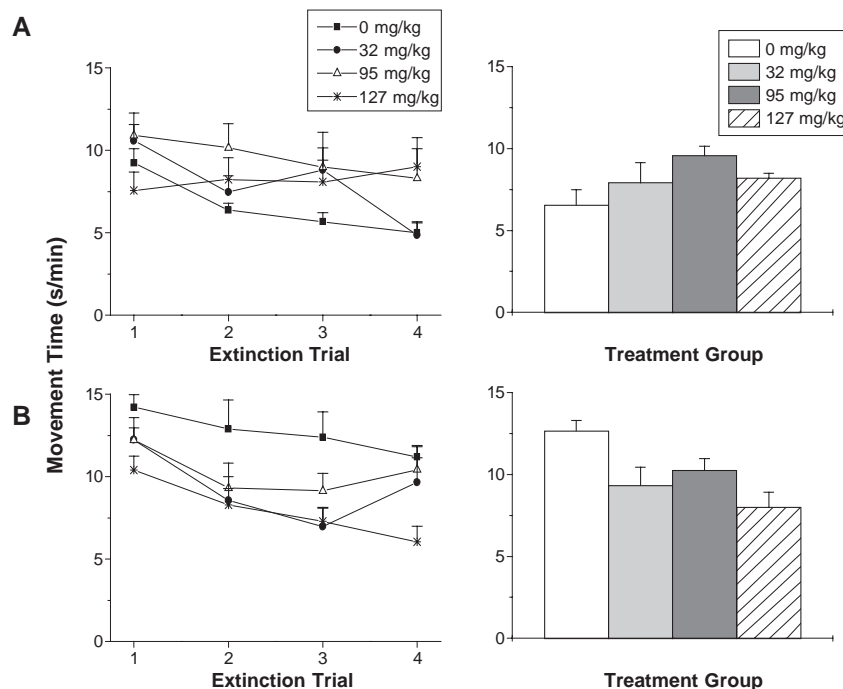 A
0 mg/kg
32 mg/kg
95 mg/kg
127 mg/kg
15
10
5
0
1 2 3 4
Extinction Trial
0 mg/kg
32 mg/kg
95 mg/kg
127 mg/kg
15
10
5
0
Treatment Group
Movement Time (s/min)
B
15
10
5
0
1 2 3 4
Extinction Trial
15
10
5
0
Treatment Group